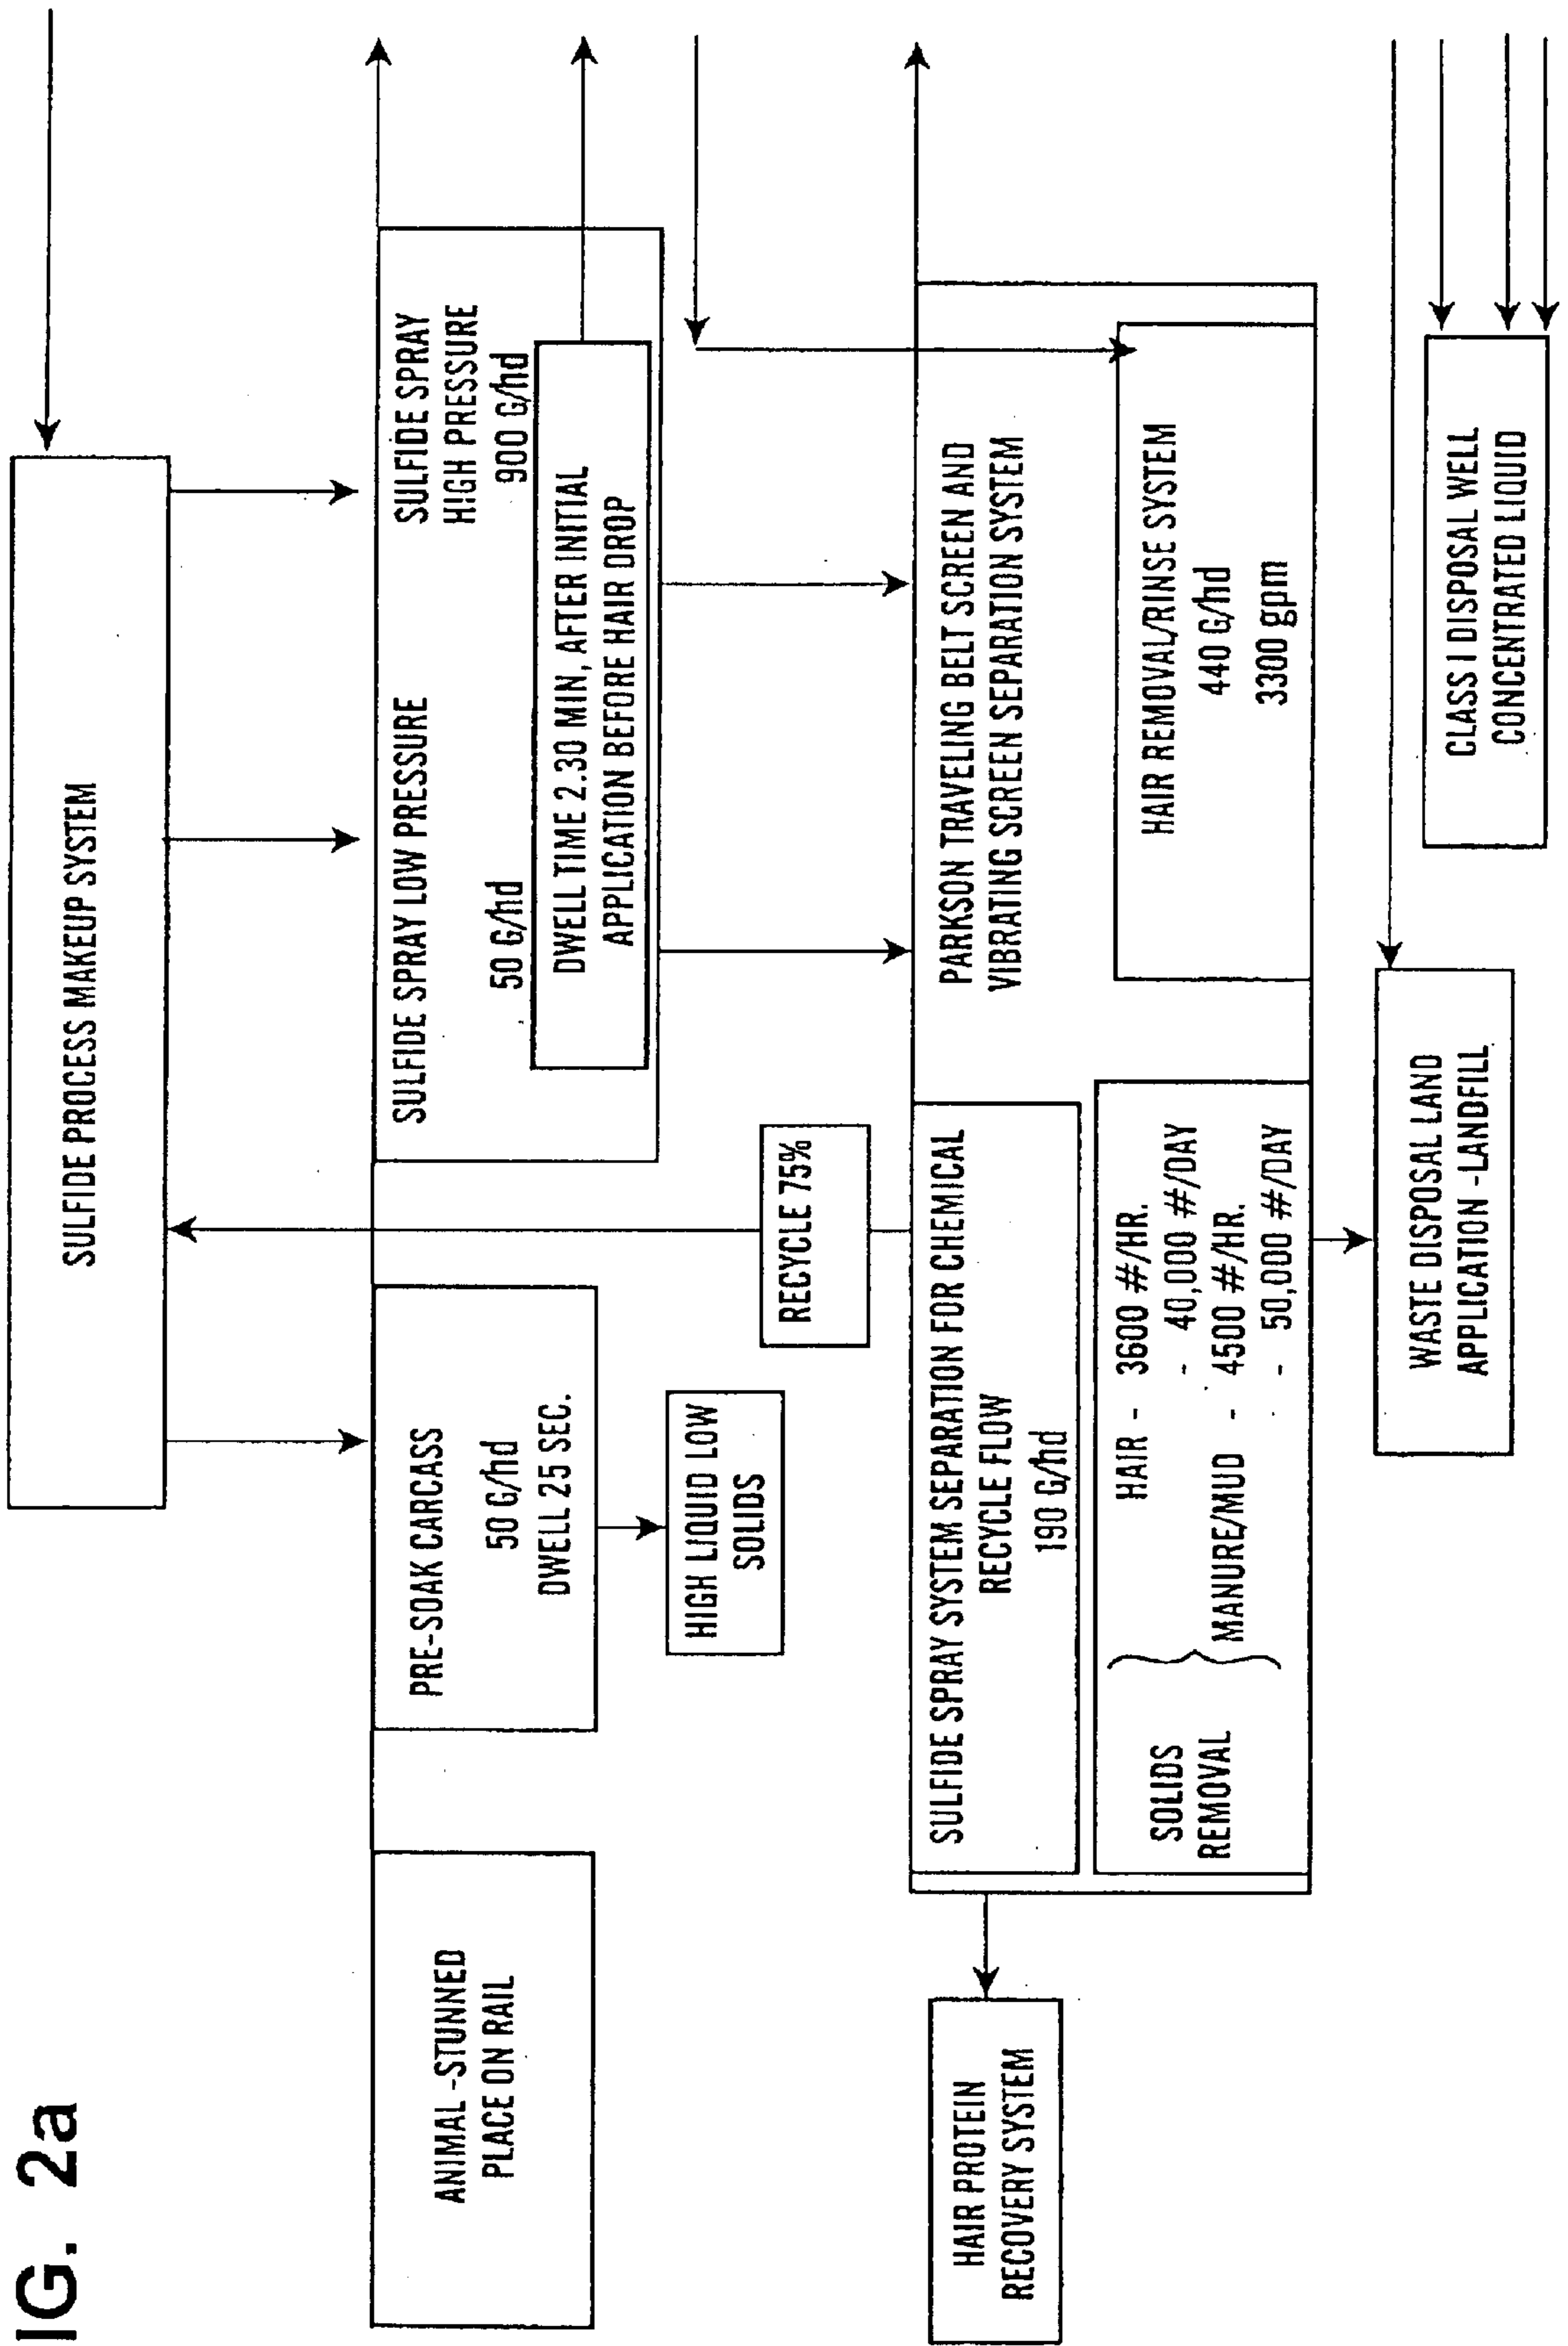 IG. 2a
SULFIDE PROCESS MAKEUP SYSTEM
ANIMAL -STUNNED
PLACE ON RAIL
PRE-SOAK CARCASS
50 G/hd
DWELL 25 SEC.
HIGH LIQUID LOW
SOLIDS
SULFIDE SPRAY LOW PRESSURE
50 G/hd
SULFIDE SPRAY
HIGH PRESSURE
900 G/hd
DWELL TIME 2.30 MIN, AFTER INITIAL
APPLICATION BEFORE HAIR DROP
RECYCLE 75%
SULFIDE SPRAY SYSTEM SEPARATION FOR CHEMICAL
RECYCLE FLOW
190 G/hd
PARKSON TRAVELING BELT SCREEN AND
VIBRATING SCREEN SEPARATION SYSTEM
HAIR REMOVAL/RINSE SYSTEM
440 G/hd
3300 gpm
SOLIDS
REMOVAL
HAIR - 3600 #/HR.
- 40,000 #/DAY
MANURE/MUD - 4500 #/HR.
- 50,000 #/DAY
HAIR PROTEIN
RECOVERY SYSTEM
WASTE DISPOSAL LAND
APPLICATION -LANDFILL
CLASS I DISPOSAL WELL
CONCENTRATED LIQUID